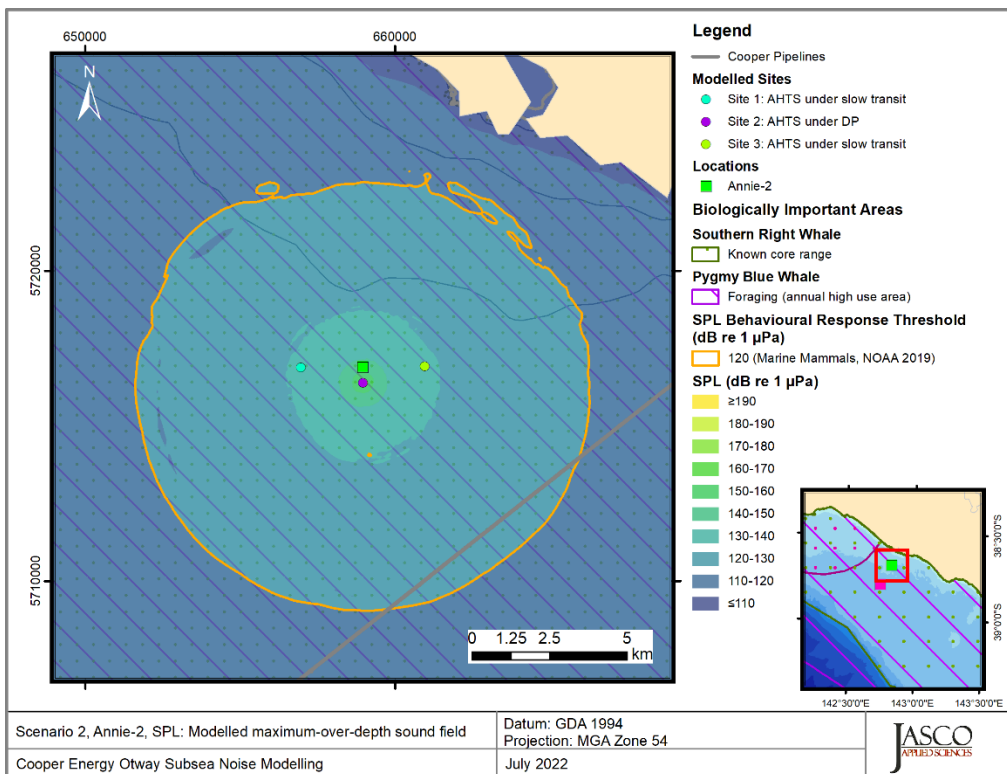 650000
660000
5720000
5710000
N
0 1.25 2.5 5
km
Legend
Cooper Pipelines
Modelled Sites
Site 1: AHTS under slow transit
Site 2: AHTS under DP
Site 3: AHTS under slow transit
Locations
Annie-2
Biologically Important Areas
Southern Right Whale
Known core range
Pygmy Blue Whale
Foraging (annual high use area)
SPL Behavioural Response Threshold
(dB re 1 µPa)
120 (Marine Mammals, NOAA 2019)
SPL (dB re 1 µPa)
≥190
180-190
170-180
160-170
150-160
140-150
130-140
120-130
110-120
≤110
38°30'0"S
39°0'0"S
142°30'0"E 143°0'0"E 143°30'0"E
Scenario 2, Annie-2, SPL: Modelled maximum-over-depth sound field
Datum: GDA 1994
Projection: MGA Zone 54
Cooper Energy Otway Subsea Noise Modelling
July 2022
JASCO
APPLIED SCIENCES